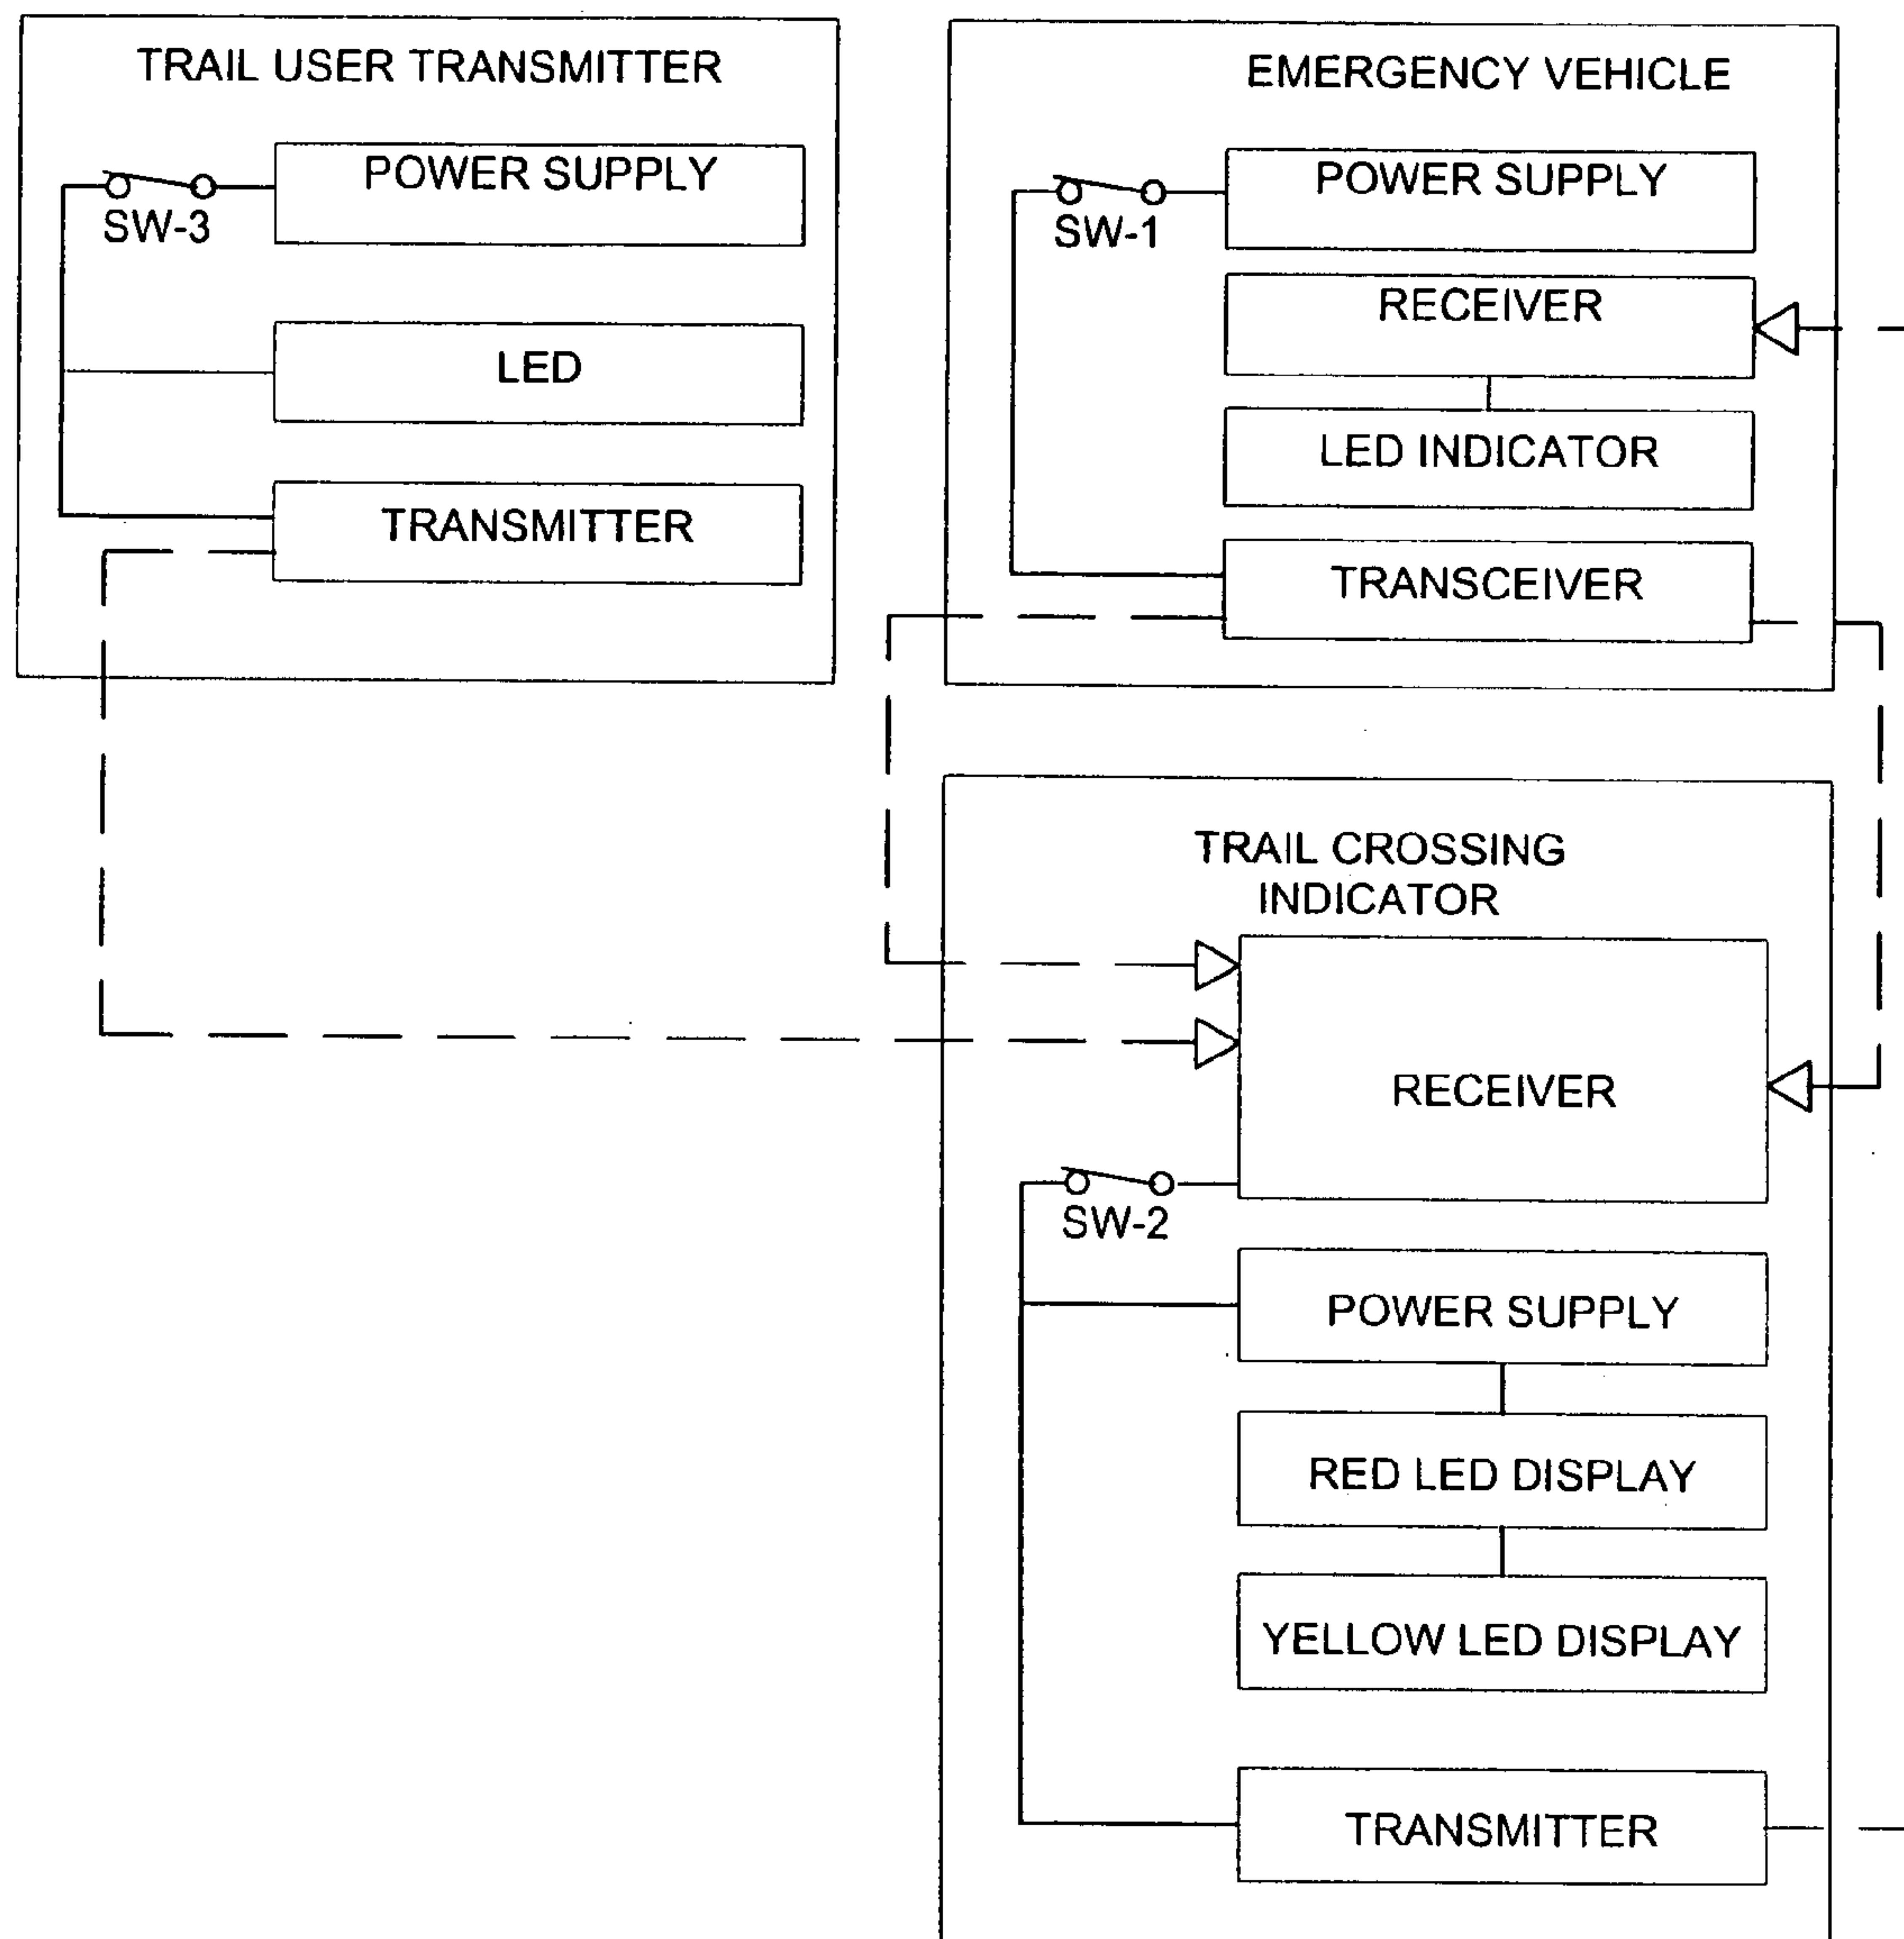 TRAIL USER TRANSMITTER
POWER SUPPLY
SW-3
LED
TRANSMITTER
EMERGENCY VEHICLE
POWER SUPPLY
SW-1
RECEIVER
LED INDICATOR
TRANSCEIVER
TRAIL CROSSING
INDICATOR
RECEIVER
SW-2
POWER SUPPLY
RED LED DISPLAY
YELLOW LED DISPLAY
TRANSMITTER